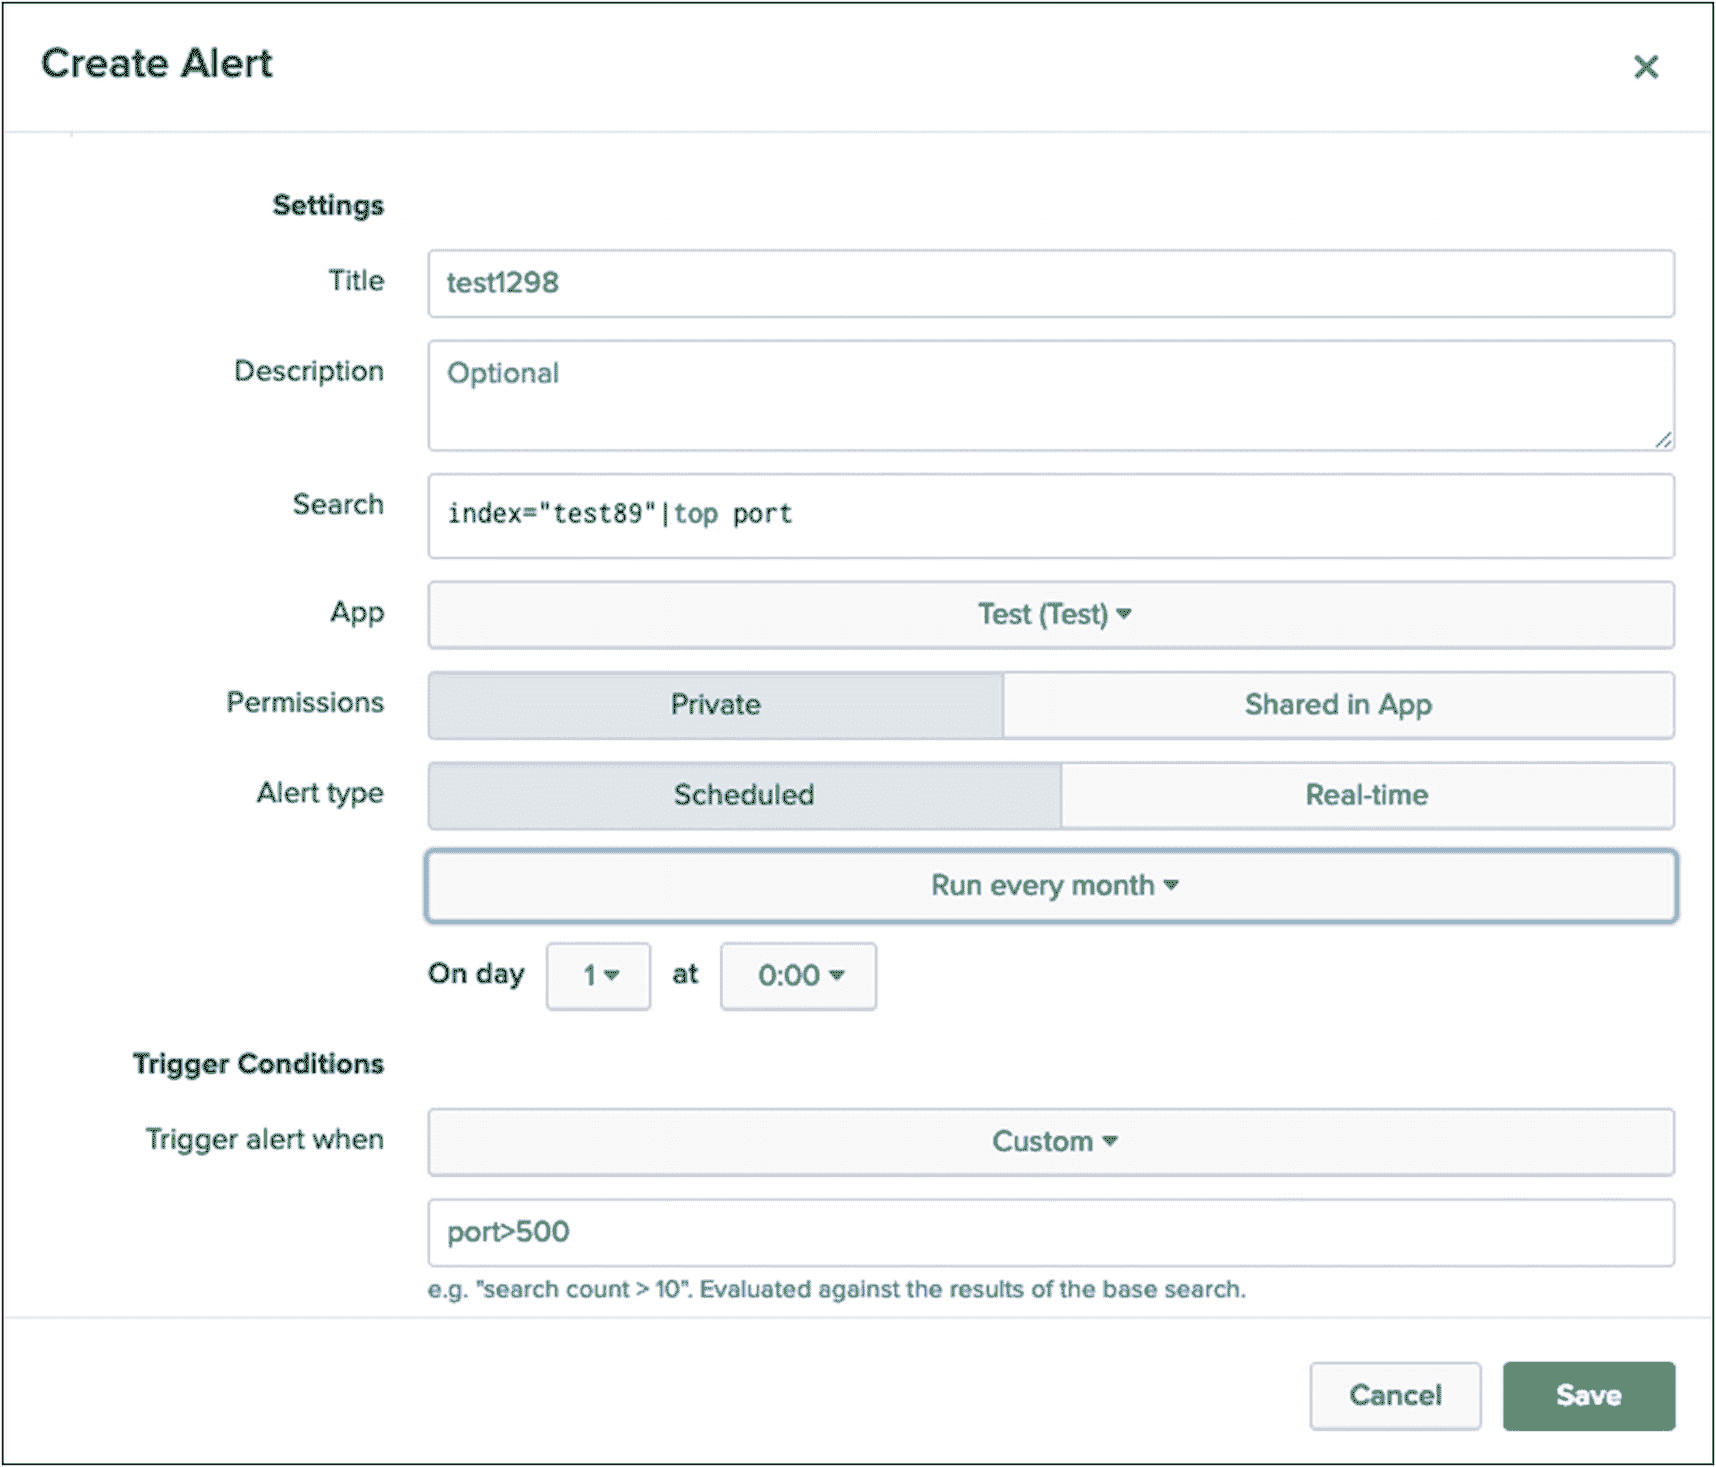 Create Alert
Settings
Title test1298
Description Optional
Search index="test89"|top port
App Test (Test)
Permissions Private Shared in App
Alert type Scheduled Real-time
Run every month
On day 1 at 0:00
Trigger Conditions
Trigger alert when Custom
port>500
e.g. "search count > 10". Evaluated against the results of the base search.
Cancel Save